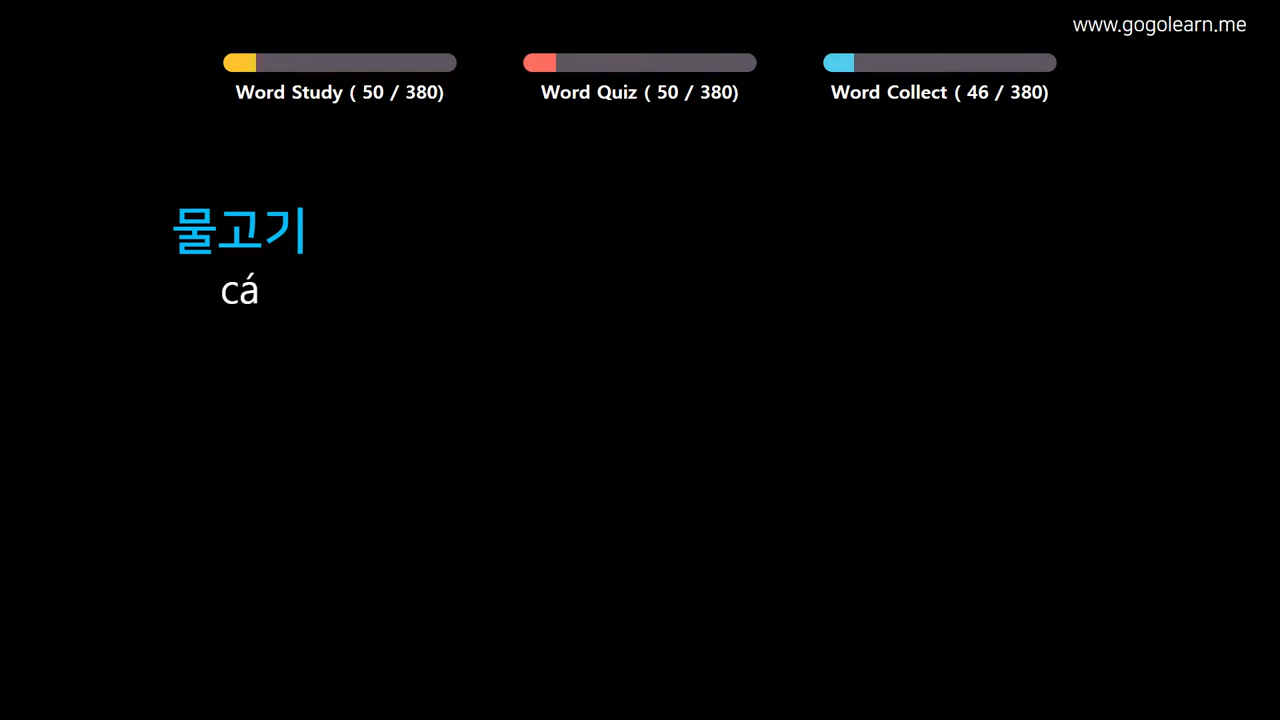 www.gogolearn.me
Word Study ( 50 / 380)
Word Quiz ( 50 / 380)
Word Collect ( 46 / 380)
물고기
cá